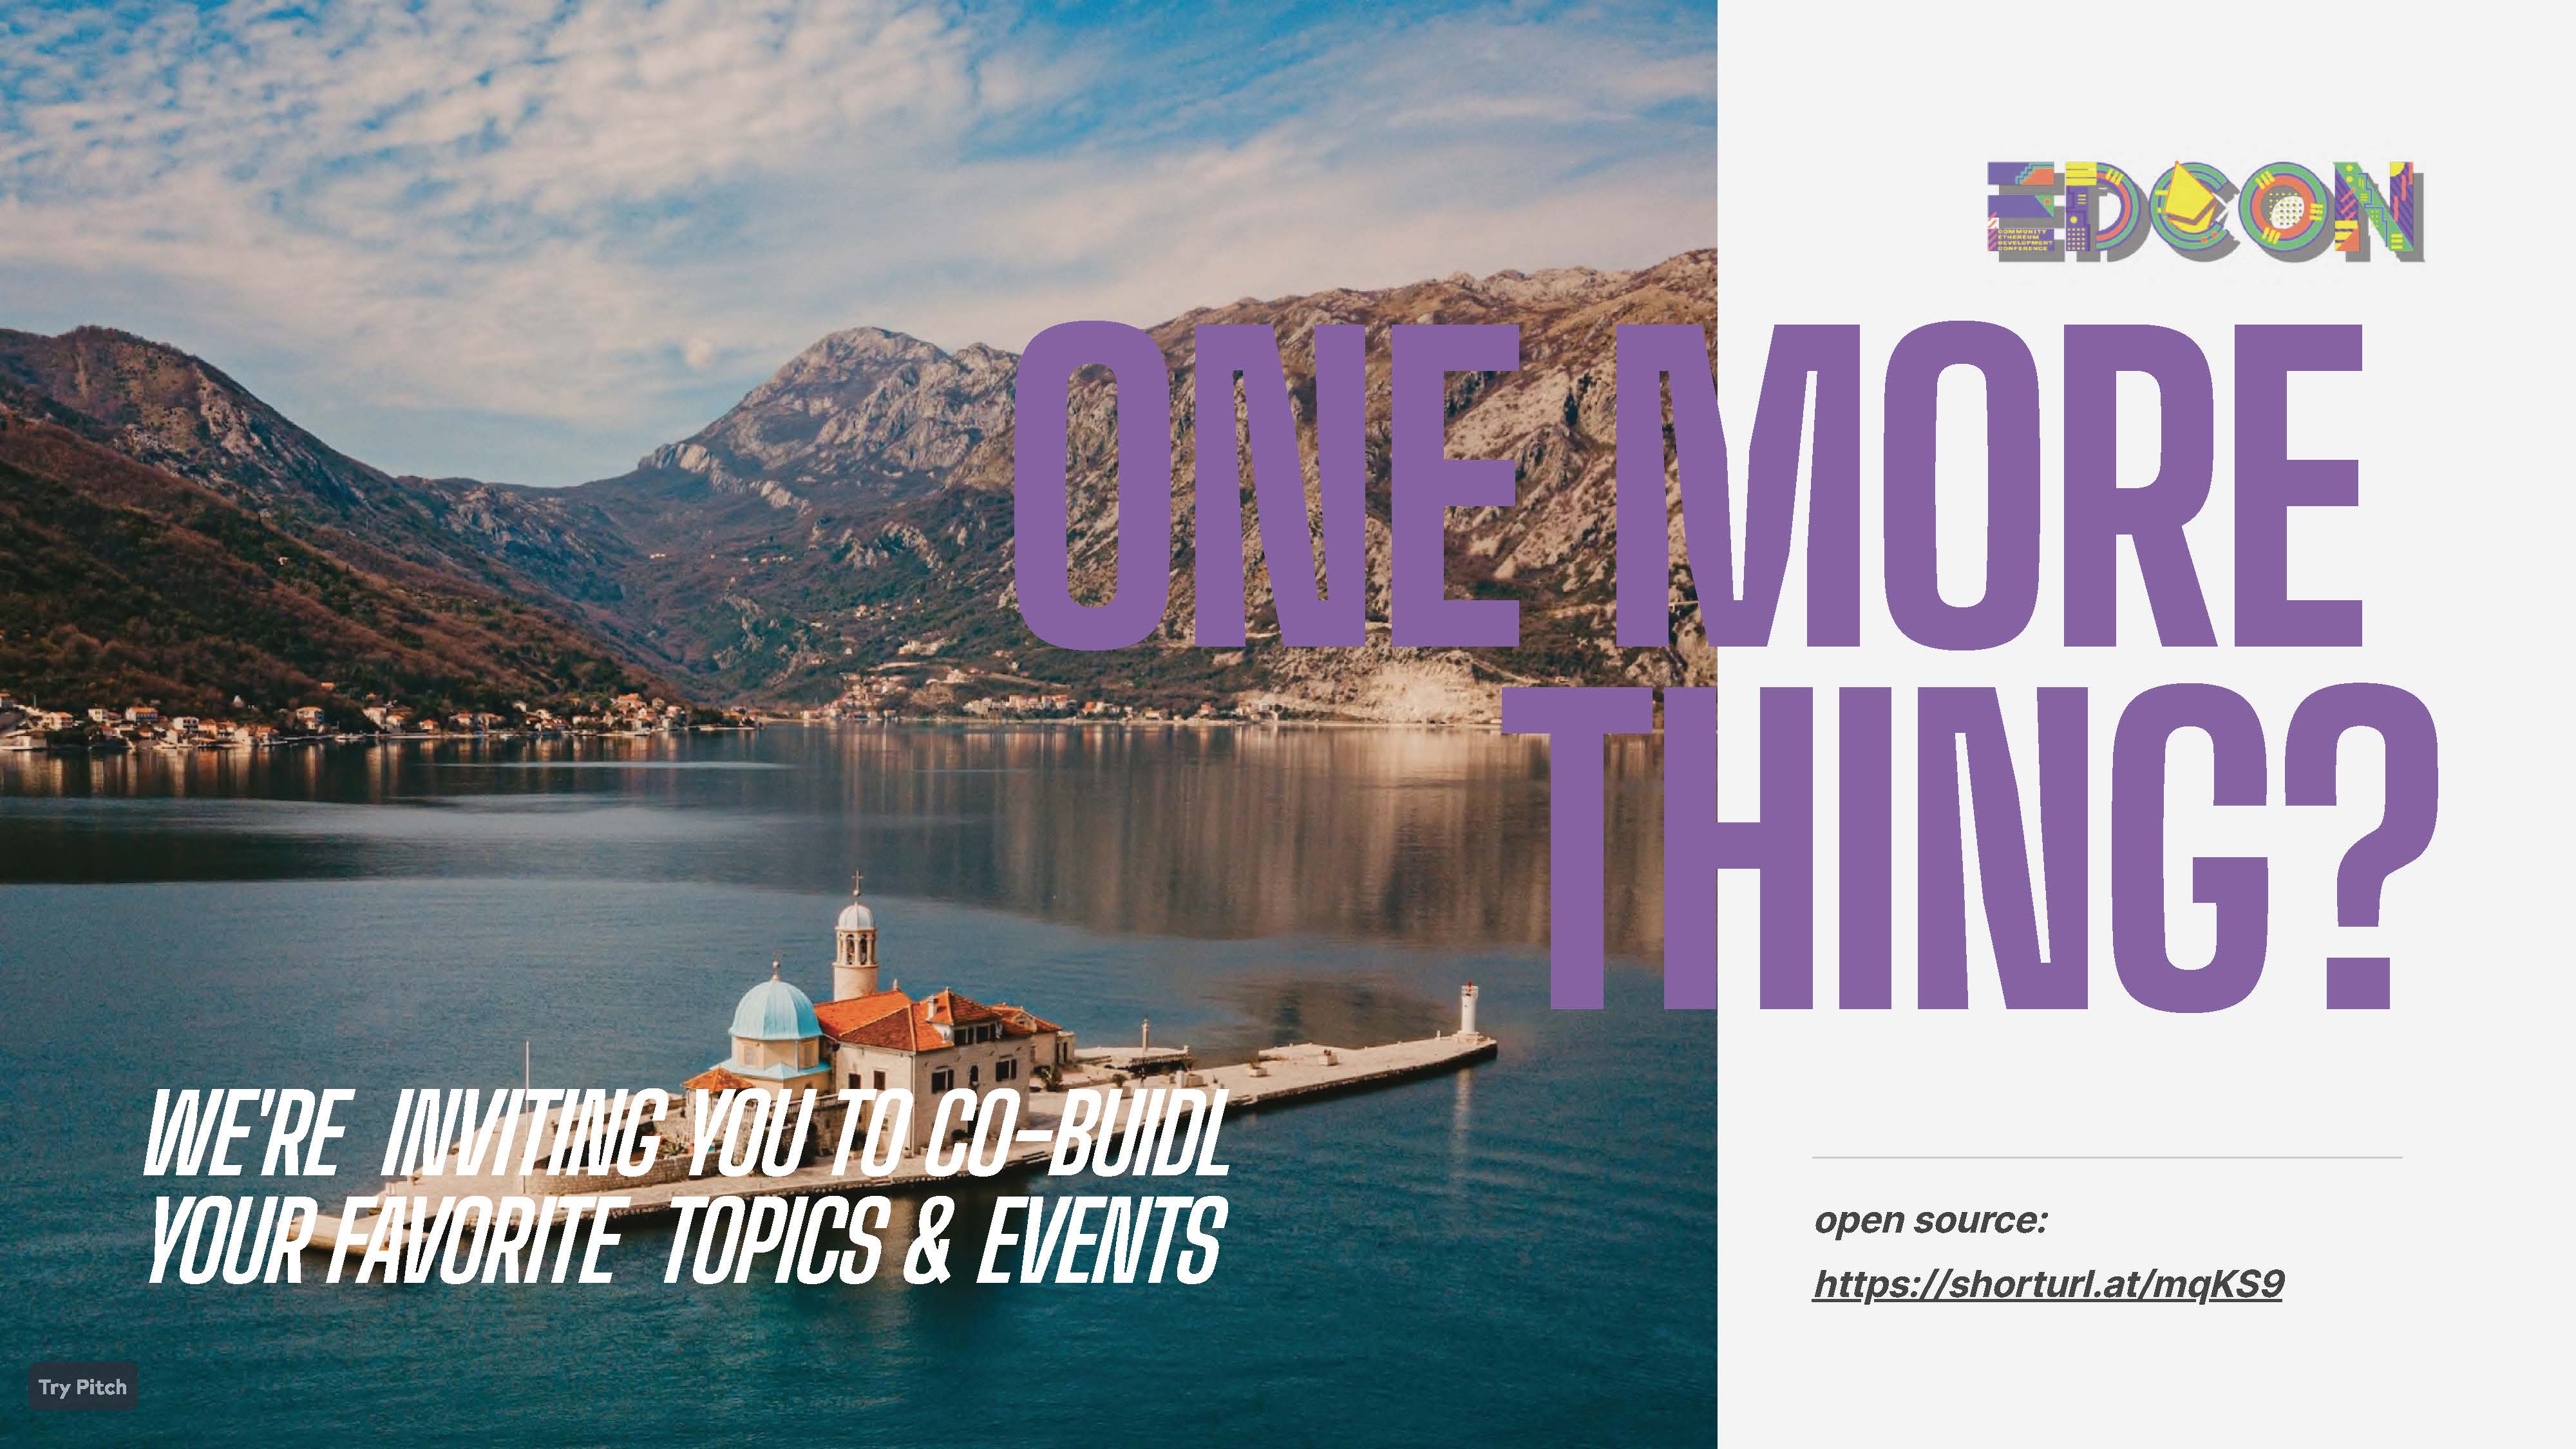 EDCON
COMMUNITY
ETHEREUM
DEVELOPMENT
CONFERENCE
ONE MORE
THING?
WE'RE INVITING YOU TO CO-BUIDL
YOUR FAVORITE TOPICS & EVENTS
open source:
https://shorturl.at/mqKS9
Try Pitch